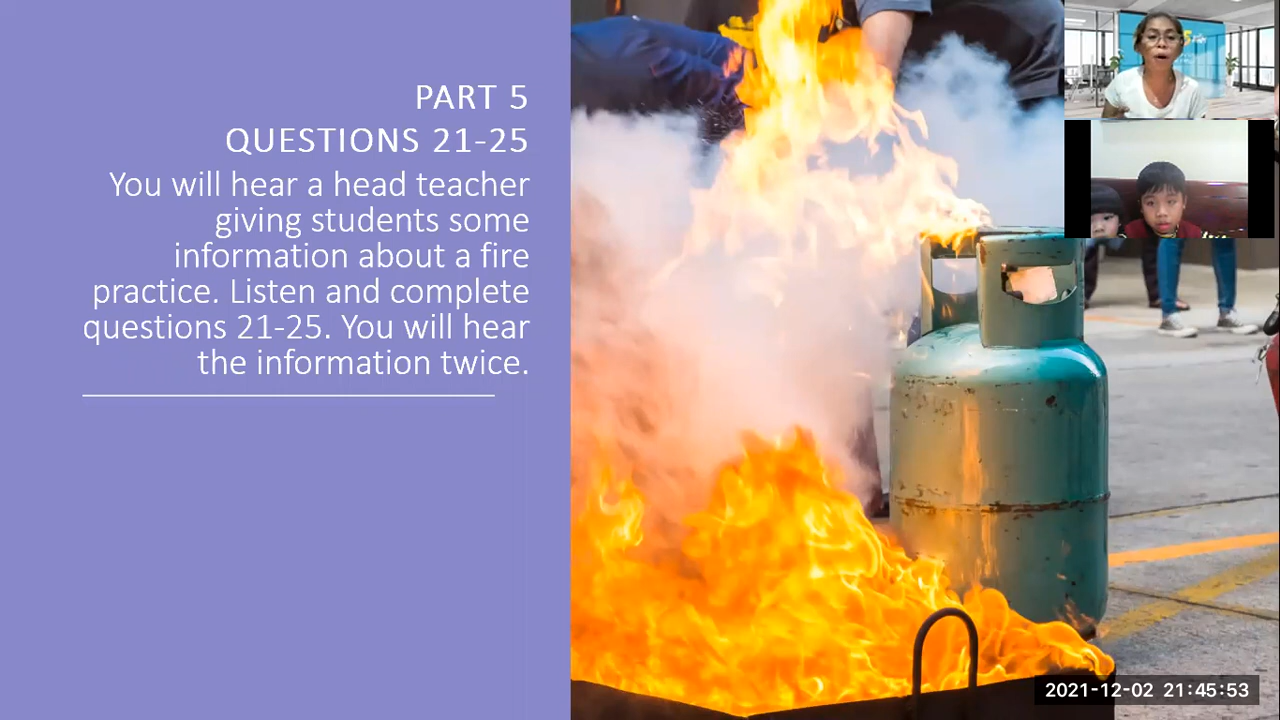 PART 5
QUESTIONS 21-25
You will hear a head teacher
giving students some
information about a fire
practice. Listen and complete
questions 21-25. You will hear
the information twice.
2021-12-02 21:45:53